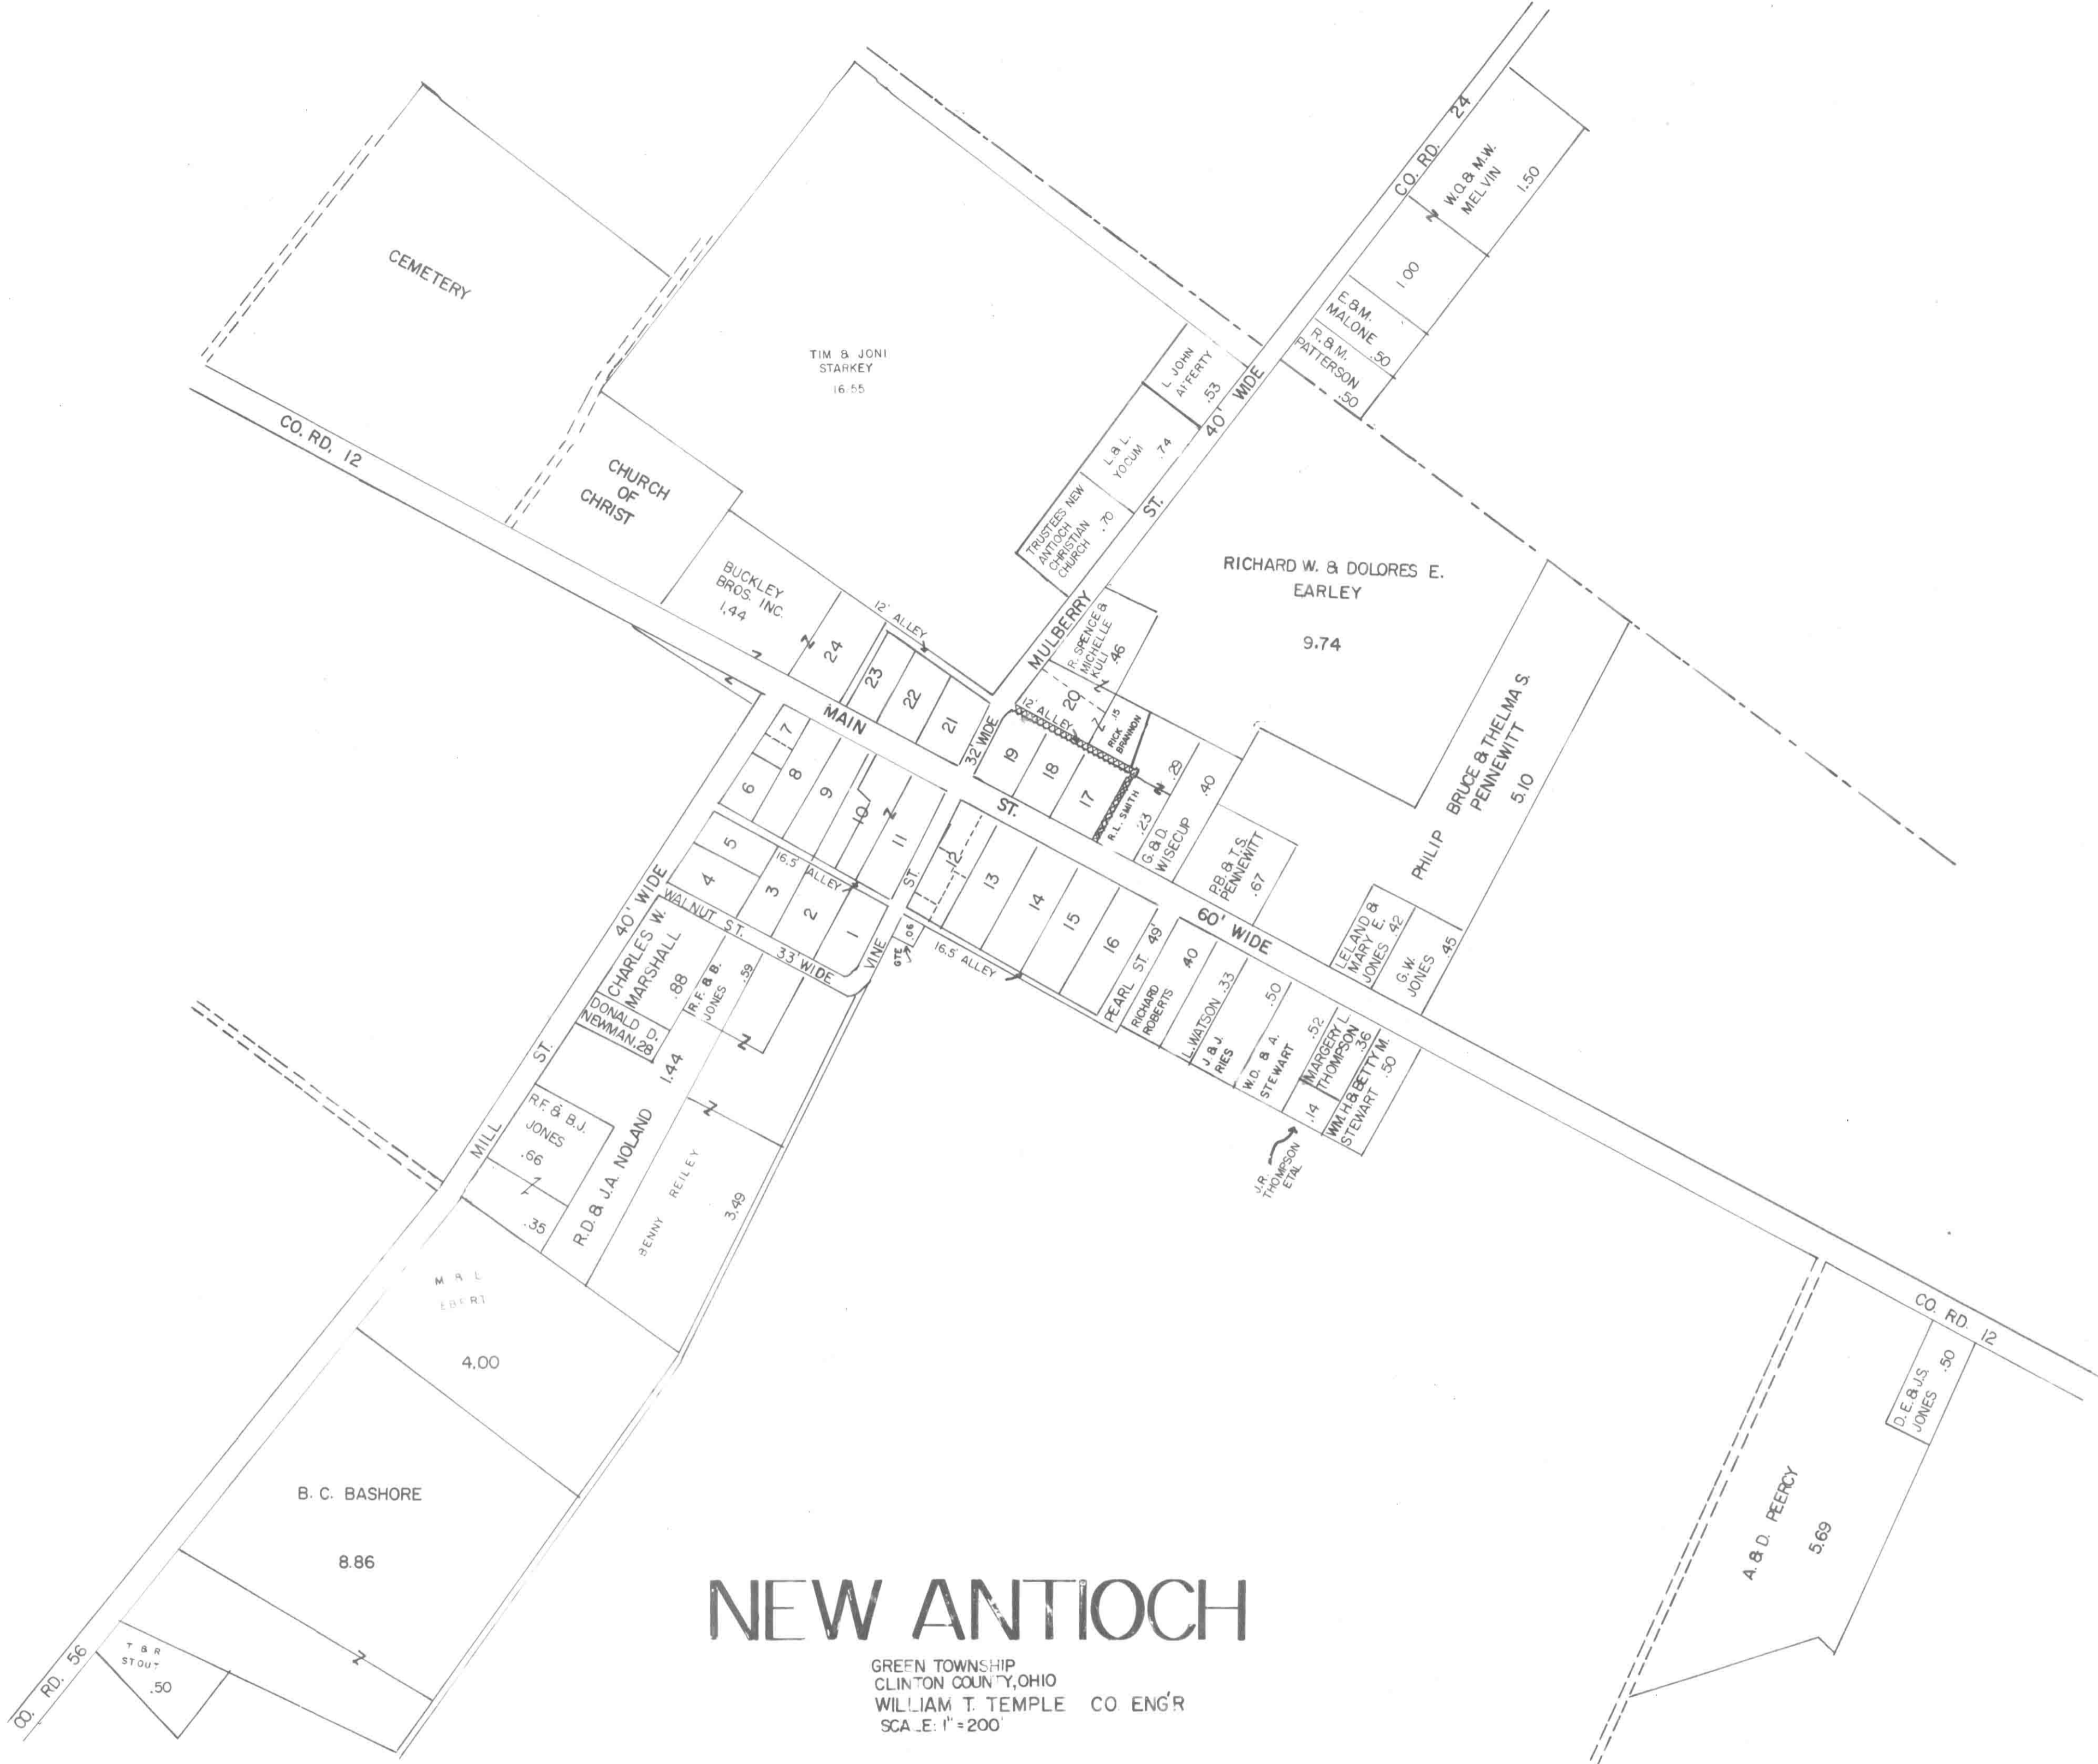 CO. RD. 24
W.O. & M.W.
MELVIN
1.50
1.00
E. & M.
MALONE .50
R. & M.
PATTERSON
.50
CEMETERY
TIM & JONI
STARKEY
16.55
L. JOHN
.53
40' WIDE
L. & L.
YOCUM .74
TRUSTEES NEW
ANTIOCH
CHRISTIAN
CHURCH .70
MULBERRY ST.
CO. RD. 12
CHURCH
OF
CHRIST
BUCKLEY
BROS. INC.
1.44
12' ALLEY
24
23
22
21
32' WIDE
RICHARD W. & DOLORES E.
EARLEY
9.74
R. SPENCE &
MICHELLE
KULI .46
20
12' ALLEY
.15
RICK
BRANNON
19
18
17
R.L. SMITH
.23
.29
G. & D.
WISECUP
.40
P.B. & T.S.
PENNEWITT
.67
PHILIP BRUCE & THELMA S.
PENNEWITT
5.10
LELAND &
MARY E.
JONES .42
G.W.
JONES .45
MAIN ST.
60' WIDE
7
6
8
9
10
11
5
4
3
2
1
16.5' ALLEY
WALNUT ST. 33' WIDE
VINE ST.
12
13
14
15
16
GTE .06
16.5' ALLEY
PEARL ST. 49'
RICHARD
ROBERTS
.40
L. WATSON .33
J. & J.
RIES
.50
W.O. & A.
STEWART
.52
MARGERY L.
THOMPSON
.36
.14
WM. H. & BETTY M.
STEWART .50
J.R.
THOMPSON
ETAL
MILL ST. 40' WIDE
CHARLES W.
MARSHALL
.88
DONALD D.
NEWMAN .28
R.F. & B.
JONES .59
1.44
R.D. & J.A. NOLAND
R.F. & B.J.
JONES
.66
.35
BENNY REILEY
3.49
M & L
EBERT
4.00
B. C. BASHORE
8.86
T & R
STOUT
.50
CO. RD. 56
CO. RD. 12
D.E. & J.S.
JONES .50
A. & D. PEERCY
5.69
NEW ANTIOCH
GREEN TOWNSHIP
CLINTON COUNTY, OHIO
WILLIAM T. TEMPLE CO ENG'R
SCALE: 1" = 200'